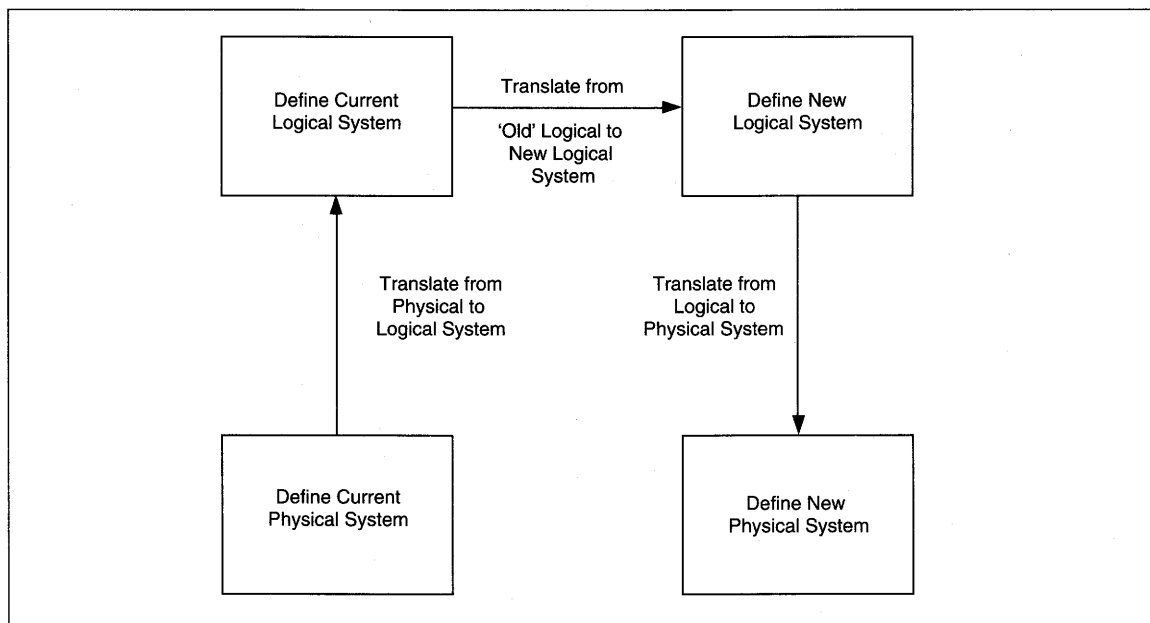 Define Current
Logical System
Translate from
'Old' Logical to
New Logical
System
Define New
Logical System
Translate from
Physical to
Logical System
Translate from
Logical to
Physical System
Define Current
Physical System
Define New
Physical System